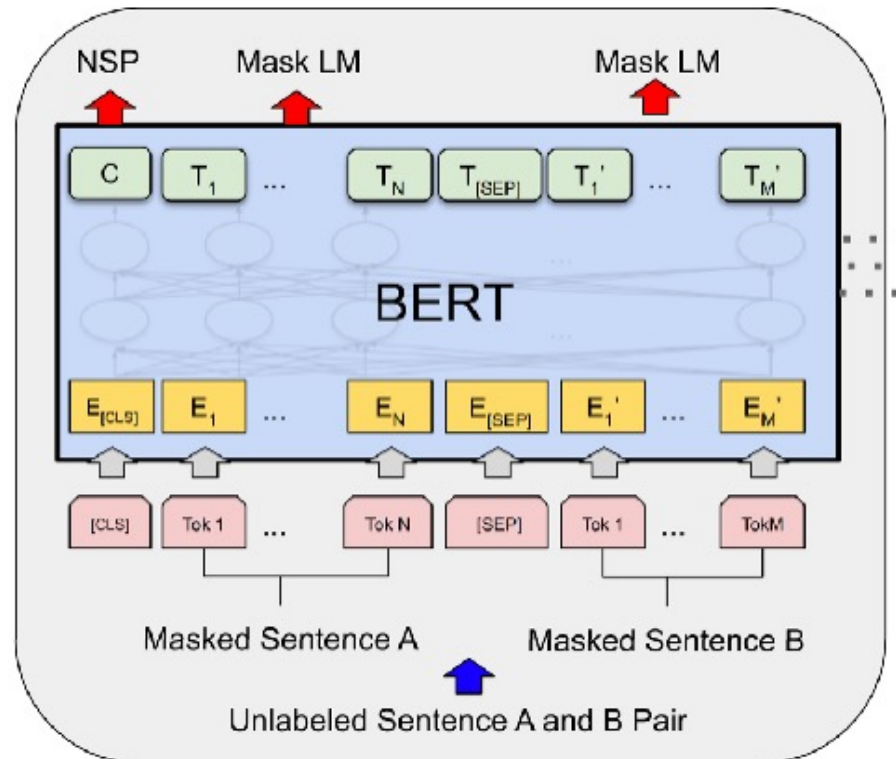 NSP Mask LM Mask LM
C T1 ... TN T[SEP] T1' ... TM'
...
BERT
...
E[CLS] E1 ... EN E[SEP] E1' ... EM'
[CLS] Tok 1 ... Tok N [SEP] Tok 1 ... TokM
Masked Sentence A Masked Sentence B
Unlabeled Sentence A and B Pair